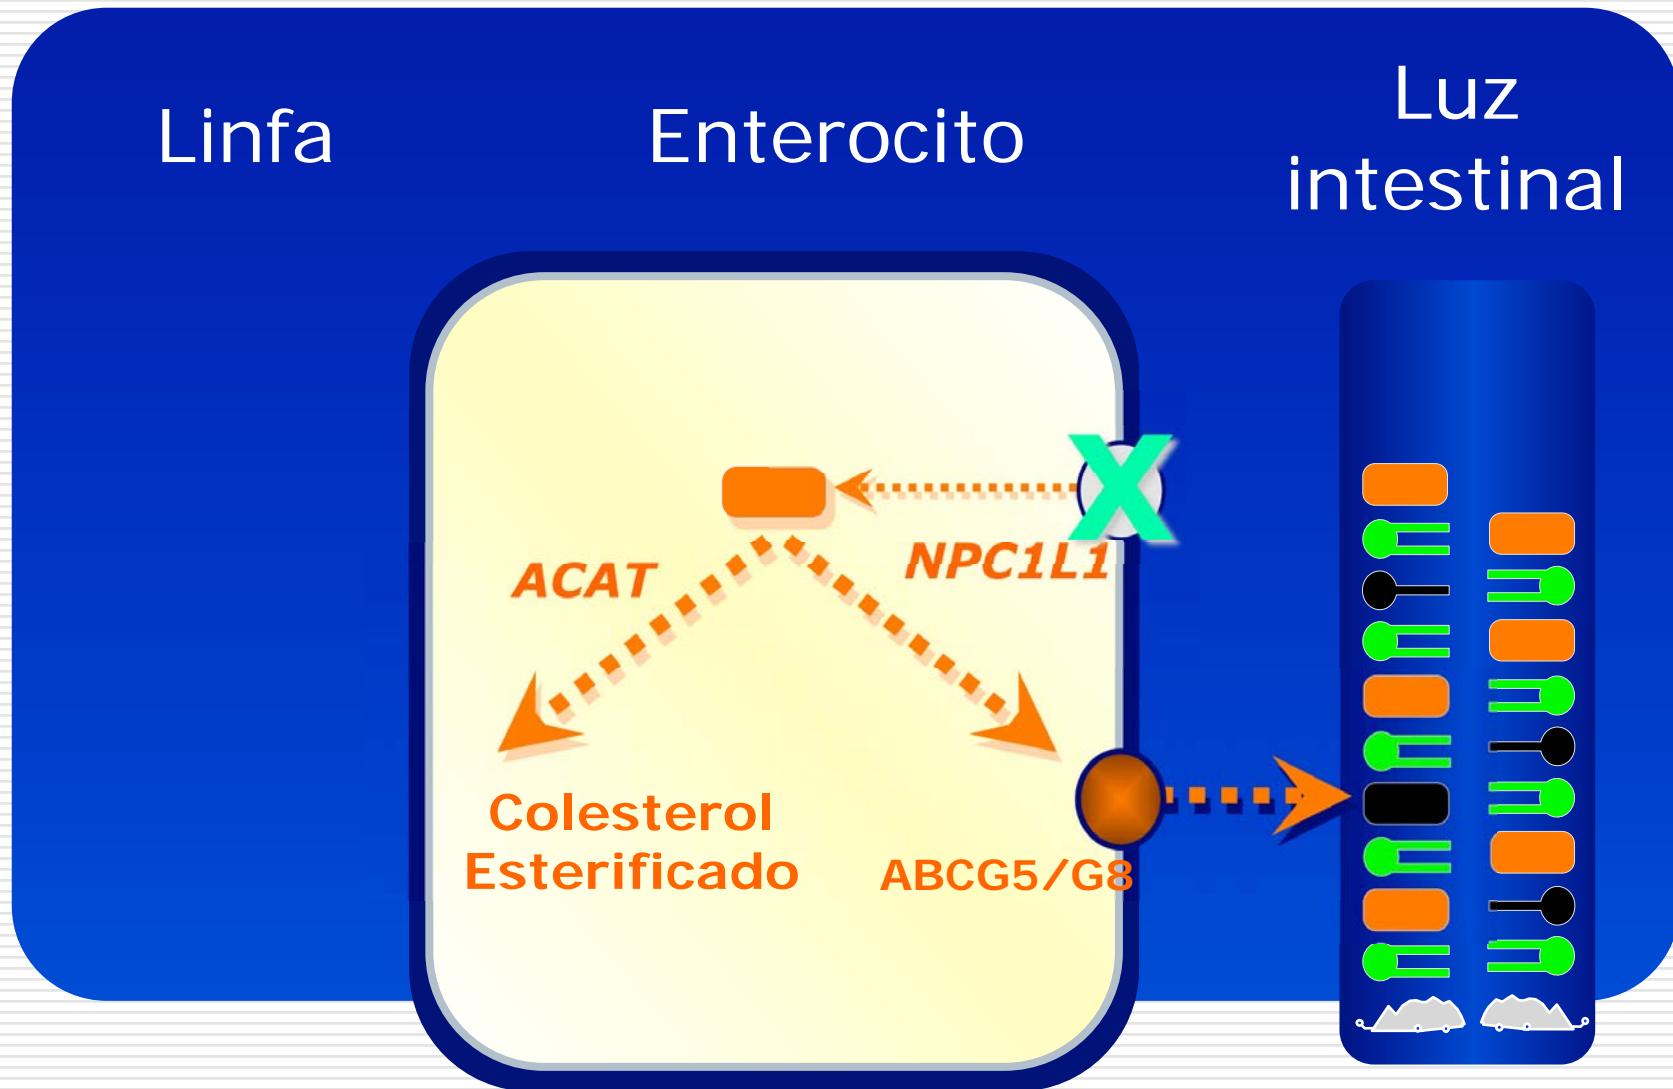 Linfa
Enterocito
Luz
intestinal
X
NPC1L1
ACAT
Colesterol
Esterificado
ABCG5/G8